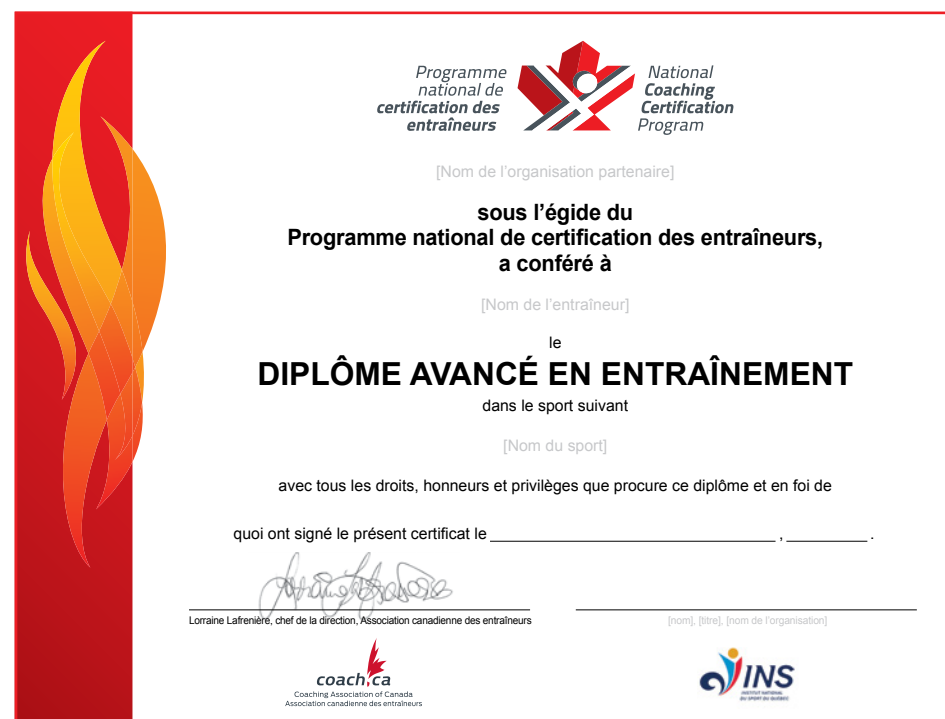 Programme
national de
certification des
entraîneurs
National
Coaching
Certification
Program
[Nom de l'organisation partenaire]
sous l'égide du
Programme national de certification des entraîneurs,
a conféré à
[Nom de l'entraîneur]
le
DIPLÔME AVANCÉ EN ENTRAÎNEMENT
dans le sport suivant
[Nom du sport]
avec tous les droits, honneurs et privilèges que procure ce diplôme et en foi de
quoi ont signé le présent certificat le ____________________ , ______ .
Lorraine Lafrenière, chef de la direction, Association canadienne des entraîneurs
[nom], [titre], [nom de l'organisation]
coach.ca
Coaching Association of Canada
Association canadienne des entraîneurs
INS
INSTITUT NATIONAL
DU SPORT DU QUÉBEC